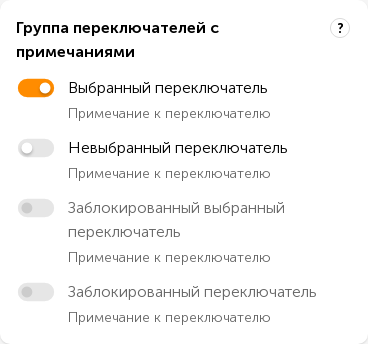 Группа переключателей с
примечаниями
?
Выбранный переключатель
Примечание к переключателю
Невыбранный переключатель
Примечание к переключателю
Заблокированный выбранный
переключатель
Примечание к переключателю
Заблокированный переключатель
Примечание к переключателю